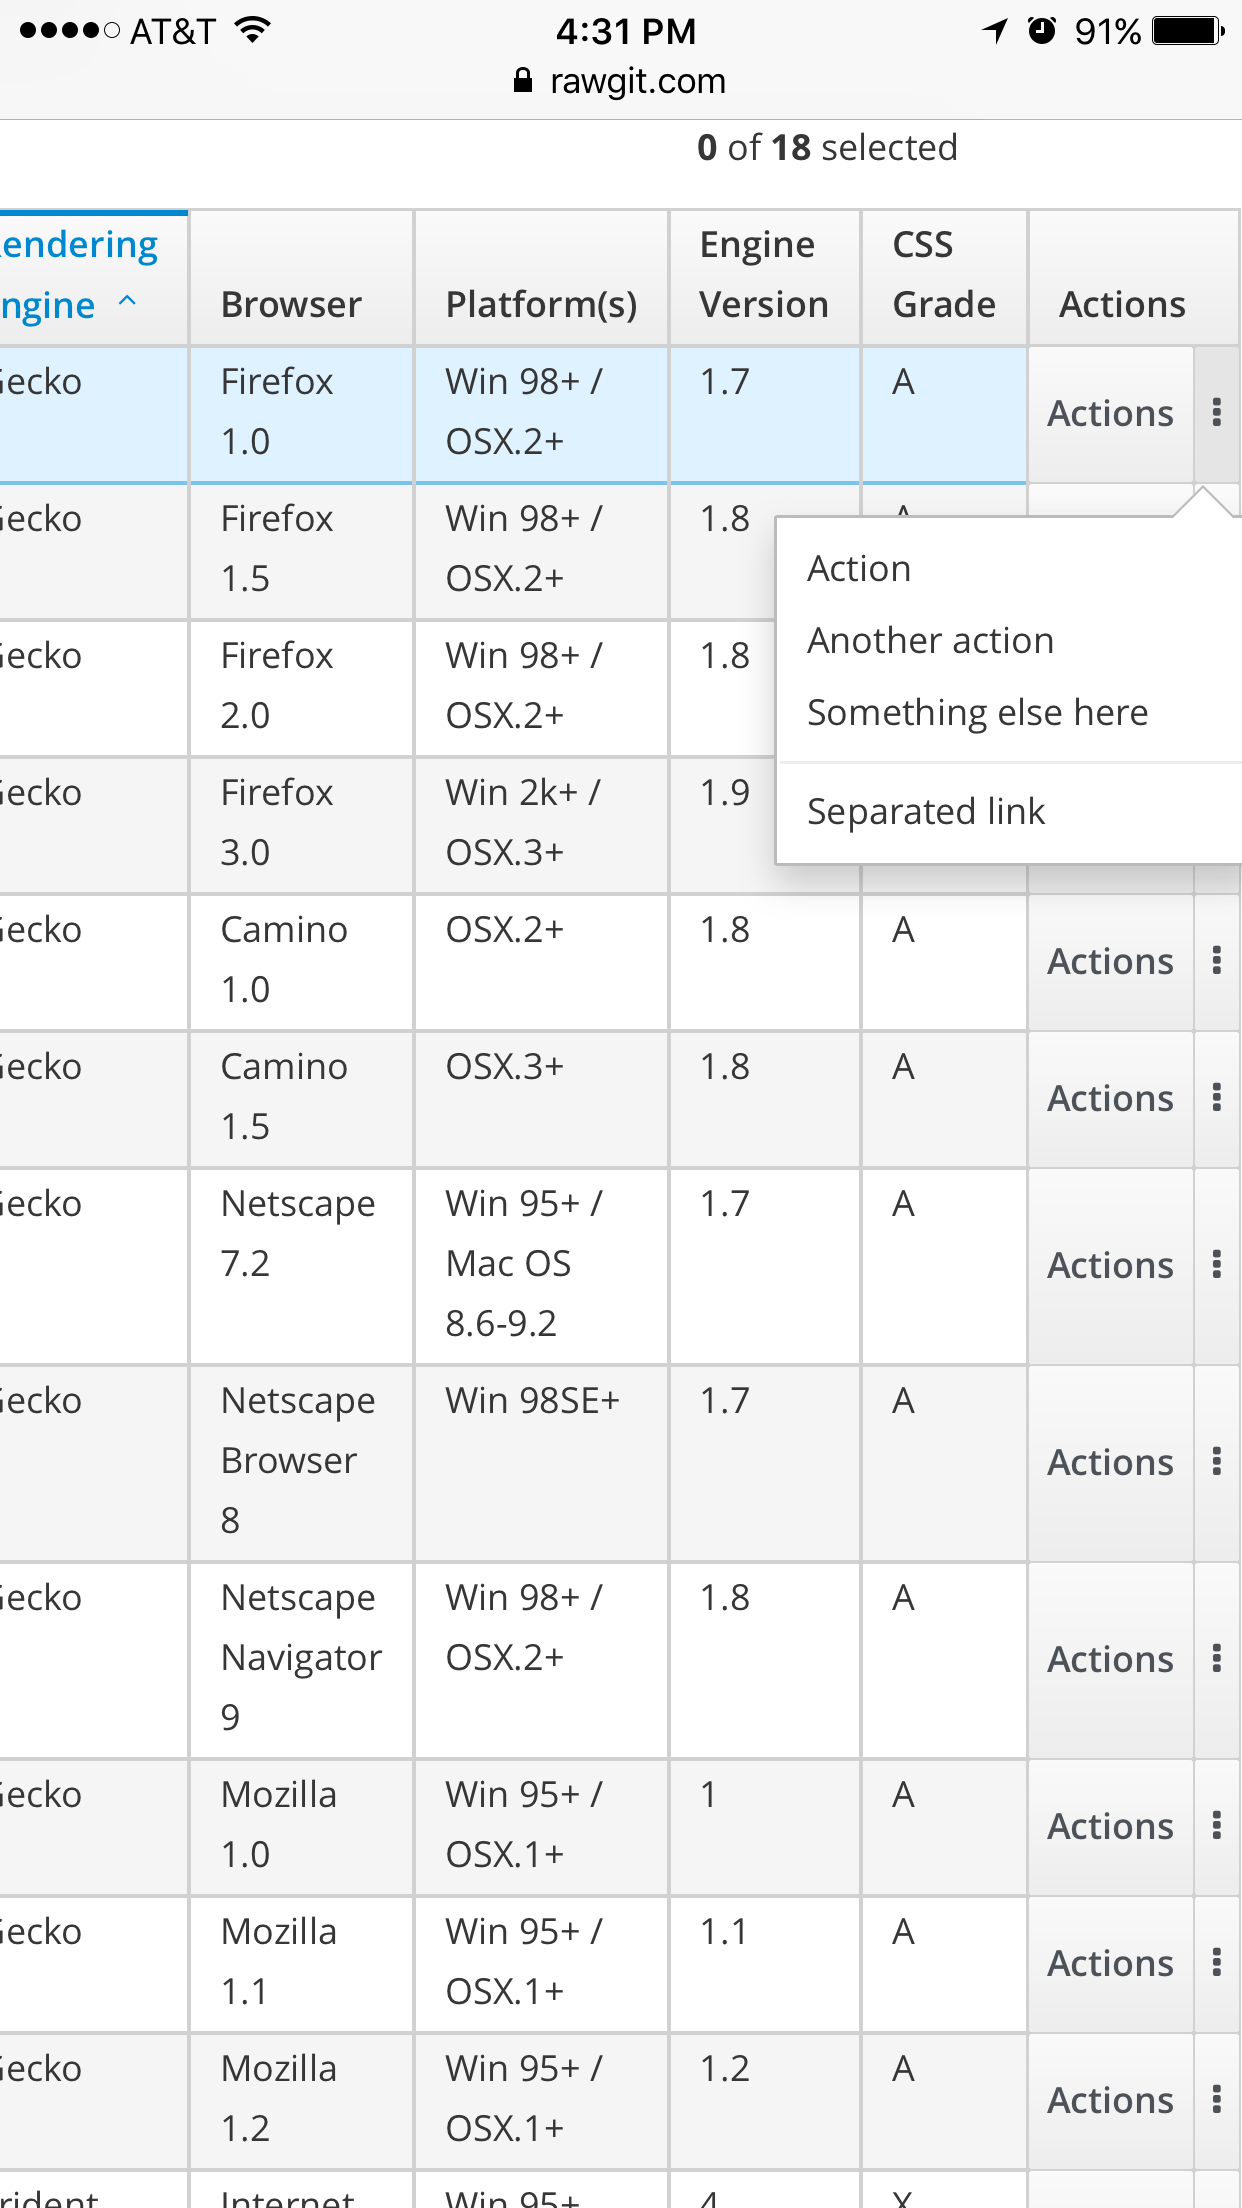 AT&T 4:31 PM 91%
rawgit.com
0 of 18 selected
endering
ngine Browser Platform(s) Engine Version CSS Grade Actions
ecko Firefox 1.0 Win 98+ / OSX.2+ 1.7 A Actions
ecko Firefox 1.5 Win 98+ / OSX.2+ 1.8
ecko Firefox 2.0 Win 98+ / OSX.2+ 1.8
ecko Firefox 3.0 Win 2k+ / OSX.3+ 1.9
Action
Another action
Something else here
Separated link
ecko Camino 1.0 OSX.2+ 1.8 A Actions
ecko Camino 1.5 OSX.3+ 1.8 A Actions
ecko Netscape 7.2 Win 95+ / Mac OS 8.6-9.2 1.7 A Actions
ecko Netscape Browser 8 Win 98SE+ 1.7 A Actions
ecko Netscape Navigator 9 Win 98+ / OSX.2+ 1.8 A Actions
ecko Mozilla 1.0 Win 95+ / OSX.1+ 1 A Actions
ecko Mozilla 1.1 Win 95+ / OSX.1+ 1.1 A Actions
ecko Mozilla 1.2 Win 95+ / OSX.1+ 1.2 A Actions
rident Internet Win 95+ 4 X